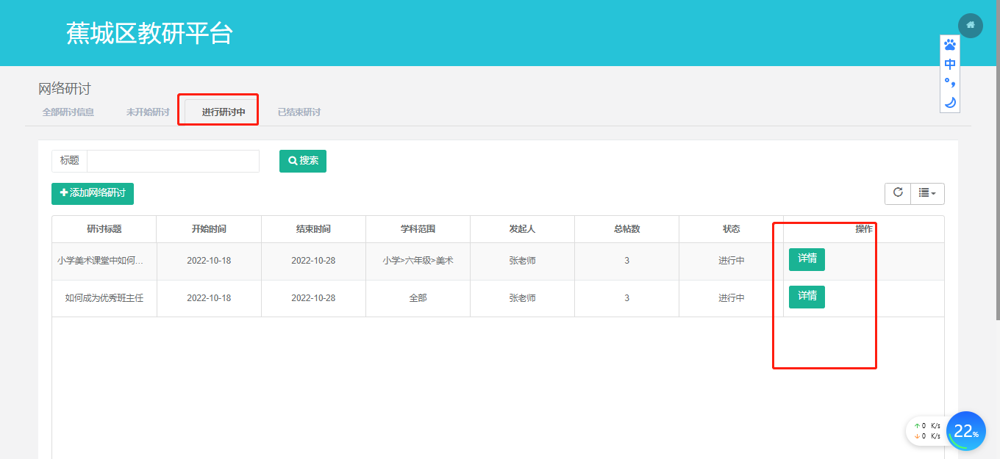 蕉城区教研平台
中
网络研讨
全部研讨信息 未开始研讨 进行研讨中 已结束研讨
标题 搜索
添加网络研讨
研讨标题 开始时间 结束时间 学科范围 发起人 总帖数 状态 操作
小学美术课堂中如何... 2022-10-18 2022-10-28 小学>六年级>美术 张老师 3 进行中 详情
如何成为优秀班主任 2022-10-18 2022-10-28 全部 张老师 3 进行中 详情
↑ 0 K/s
↓ 0 K/s
22%